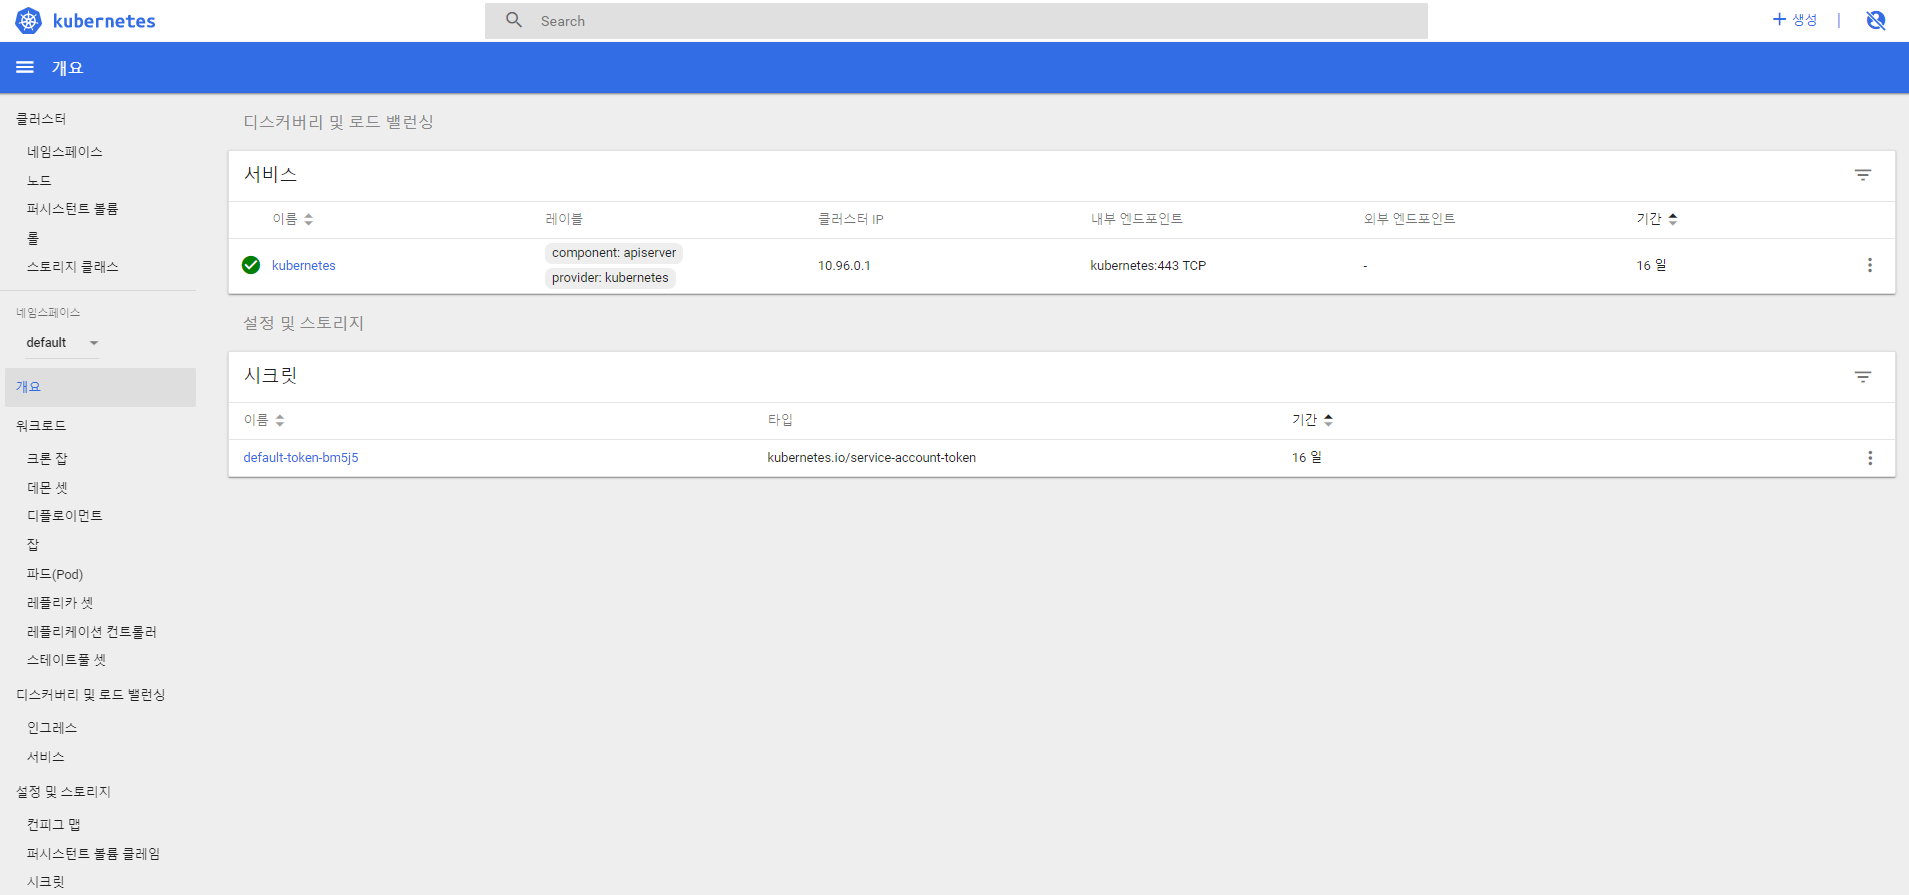 kubernetes
Search
생성
개요
클러스터
네임스페이스
노드
퍼시스턴트 볼륨
롤
스토리지 클래스
네임스페이스
default
개요
워크로드
크론 잡
데몬 셋
디플로이먼트
잡
파드(Pod)
레플리카 셋
레플리케이션 컨트롤러
스테이트풀 셋
디스커버리 및 로드 밸런싱
인그레스
서비스
설정 및 스토리지
컨피그 맵
퍼시스턴트 볼륨 클레임
시크릿
디스커버리 및 로드 밸런싱
서비스
이름 레이블 클러스터 IP 내부 엔드포인트 외부 엔드포인트 기간
kubernetes component: apiserver provider: kubernetes 10.96.0.1 kubernetes:443 TCP - 16 일
설정 및 스토리지
시크릿
이름 타입 기간
default-token-bm5j5 kubernetes.io/service-account-token 16 일